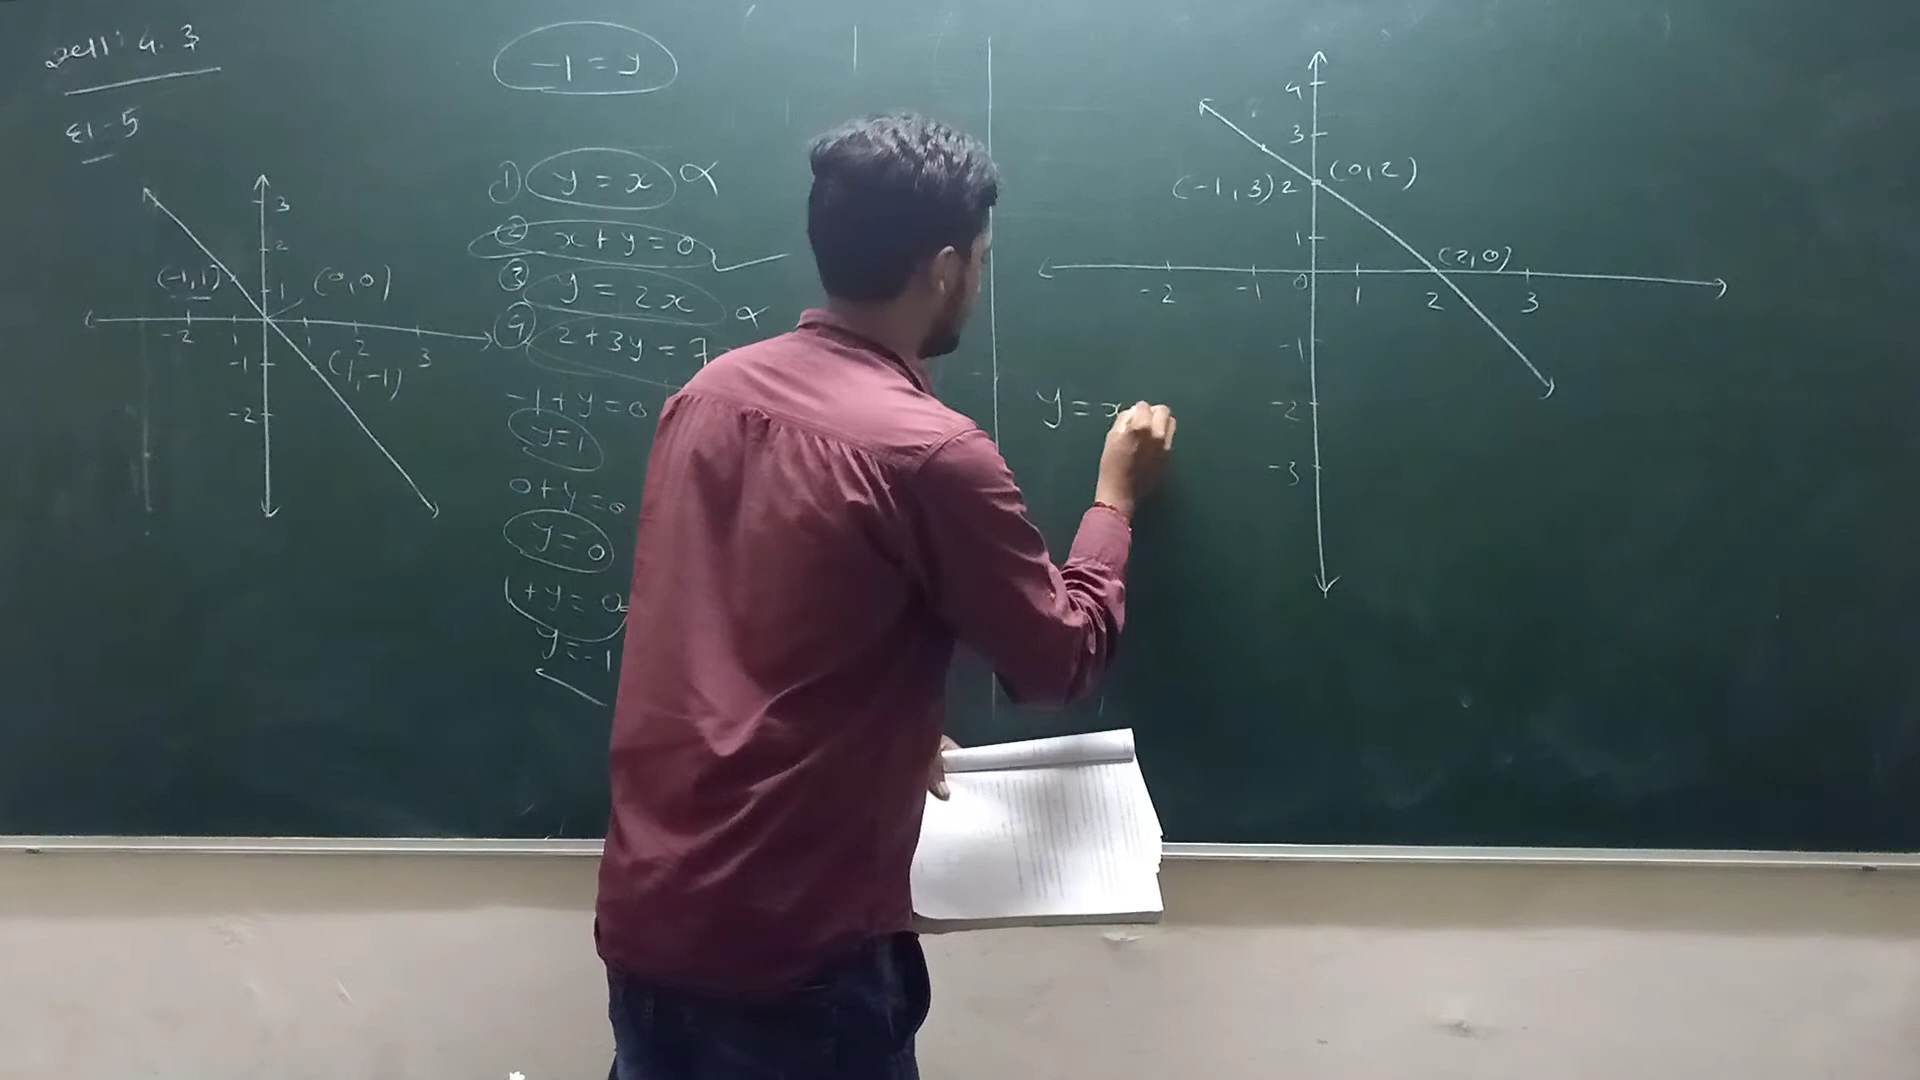 4.3
-5
-1 = y
① y = x
② x + y = 0
③ y = 2x
④ 2 + 3y = 7
-1 + y = 0
y = 1
0 + y = 0
y = 0
1 + y = 0
y = -1
3
2
1
(-1,1)
(0,0)
-2
1
1
2
3
-1
(1,-1)
-2
4
3
(-1,3)
2
(0,2)
1
(2,0)
-2
-1
0
1
2
3
-1
-2
-3
y = x